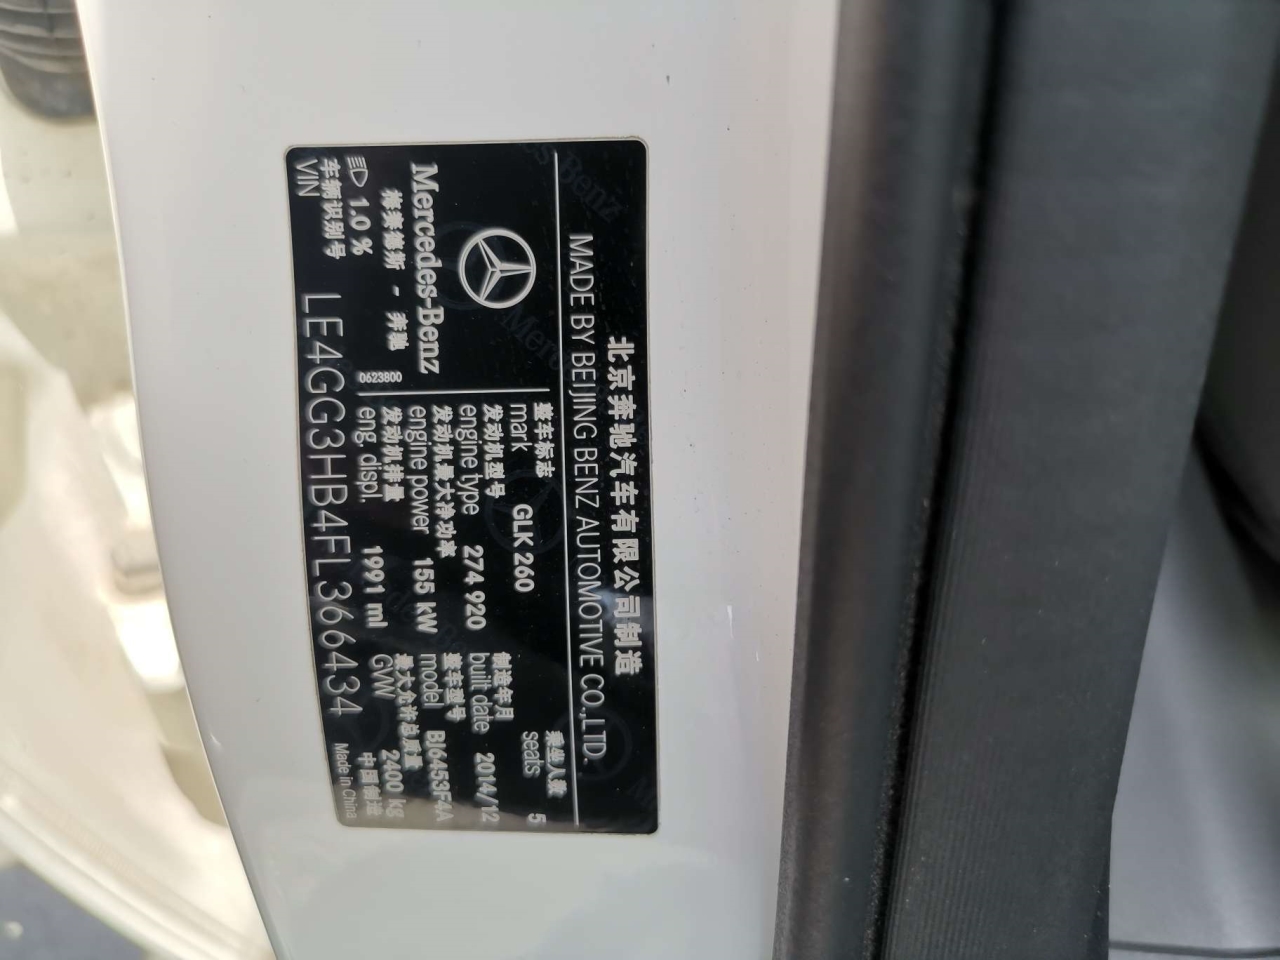 北京奔驰汽车有限公司制造
MADE BY BEIJING BENZ AUTOMOTIVE CO.,LTD.
Mercedes-Benz
梅赛德斯 - 奔驰
1.0 %
0623800
整车标志
mark GLK 260
乘坐人数
seats 5
发动机型号
engine type 274 920
制造年月
built date 2014/12
发动机最大净功率
engine power 155 kW
整车型号
model BJ6453F4A
发动机排量
eng. displ. 1991 ml
最大允许总质量
GVW 2400 kg
车辆识别号
VIN LE4GG3HB4FL366434
中国制造
Made in China